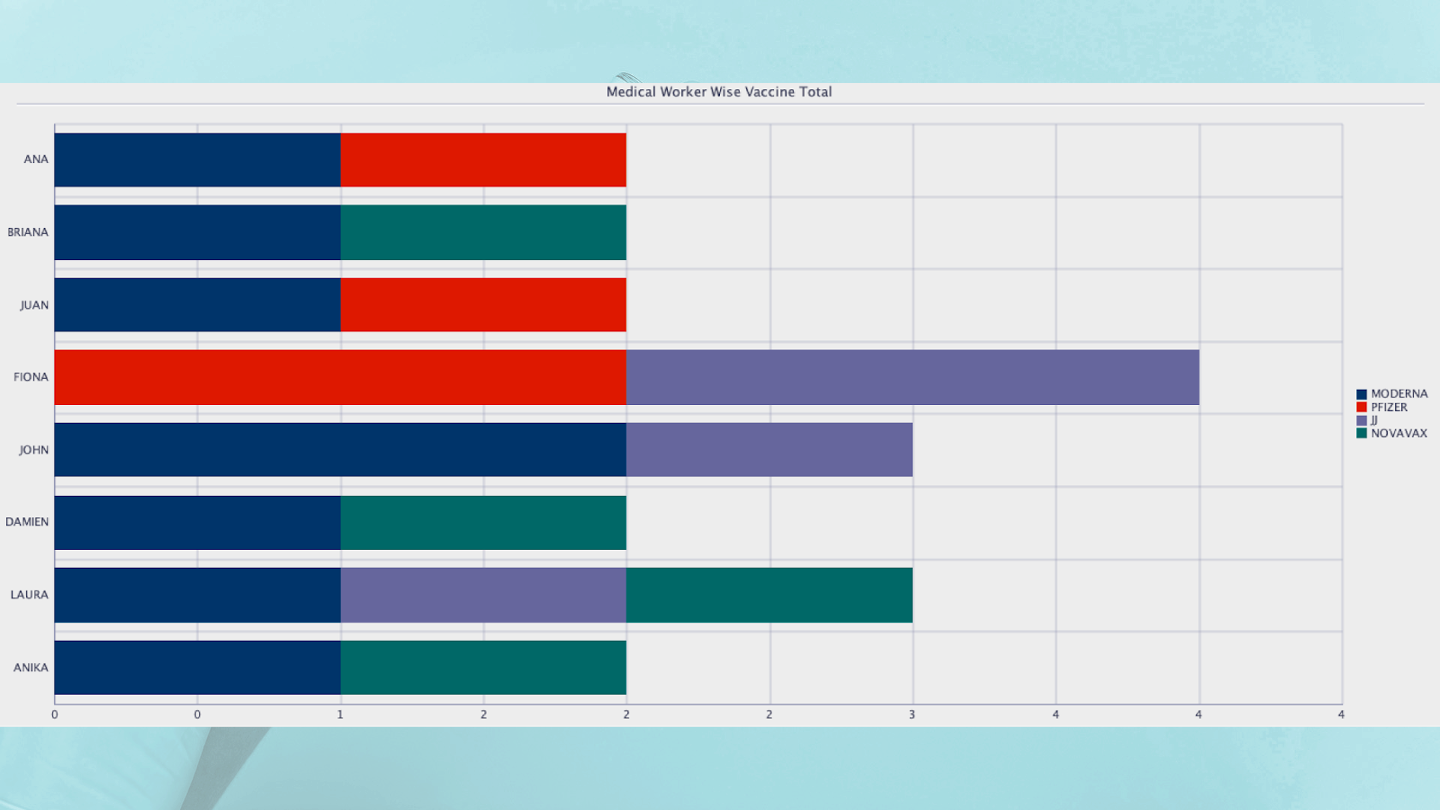 Medical Worker Wise Vaccine Total
ANA
BRIANA
JUAN
FIONA
JOHN
DAMIEN
LAURA
ANIKA
MODERNA
PFIZER
JJ
NOVAVAX
0 0 1 2 2 2 3 4 4 4